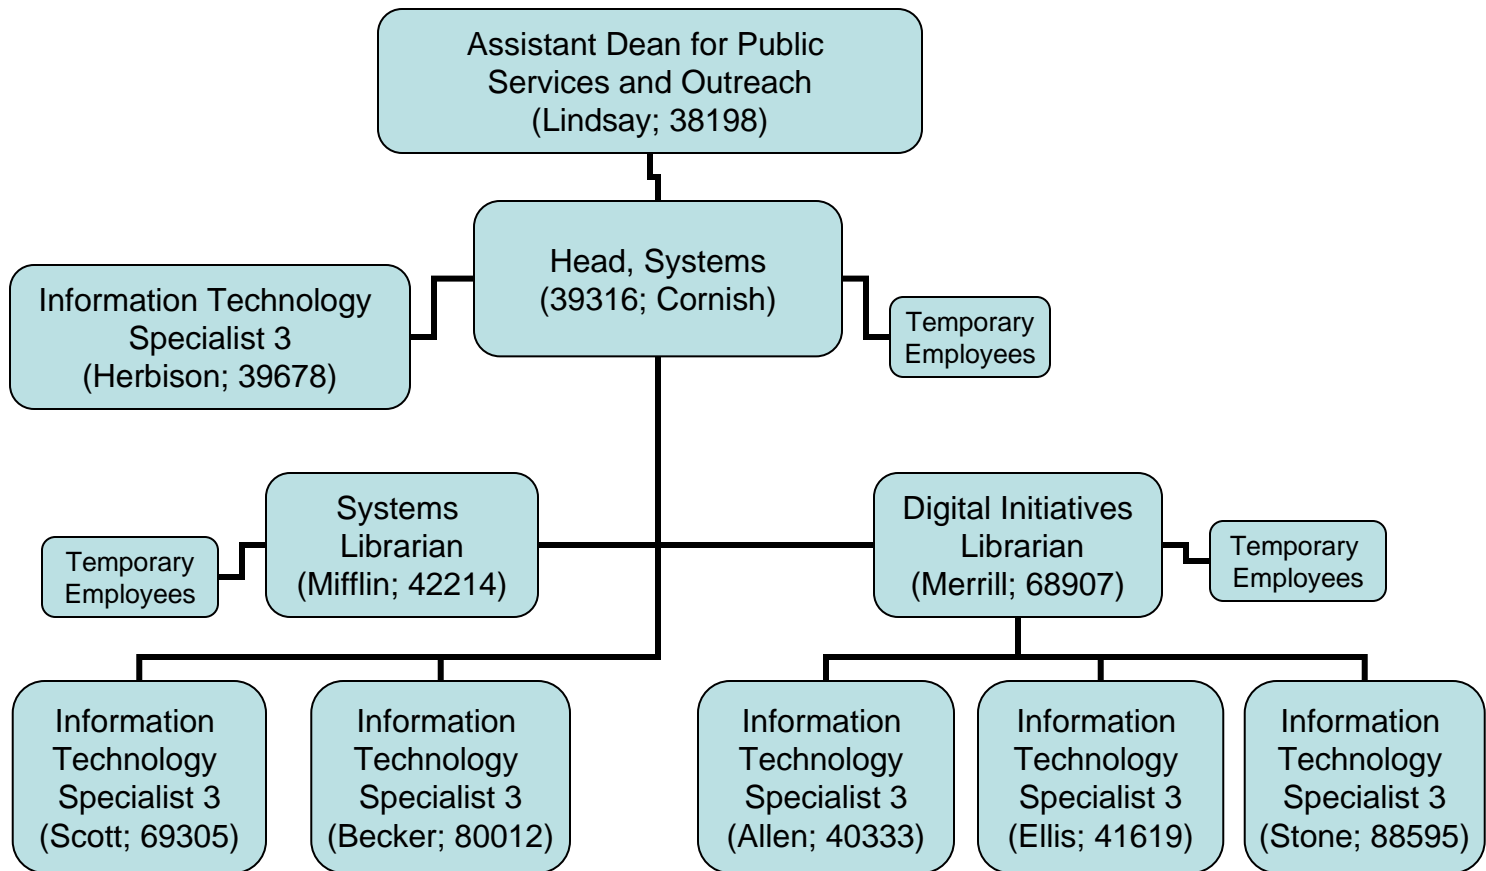 Assistant Dean for Public
Services and Outreach
(Lindsay; 38198)
Head, Systems
(39316; Cornish)
Information Technology
Specialist 3
(Herbison; 39678)
Temporary
Employees
Systems
Librarian
(Mifflin; 42214)
Temporary
Employees
Digital Initiatives
Librarian
(Merrill; 68907)
Temporary
Employees
Information
Technology
Specialist 3
(Scott; 69305)
Information
Technology
Specialist 3
(Becker; 80012)
Information
Technology
Specialist 3
(Allen; 40333)
Information
Technology
Specialist 3
(Ellis; 41619)
Information
Technology
Specialist 3
(Stone; 88595)